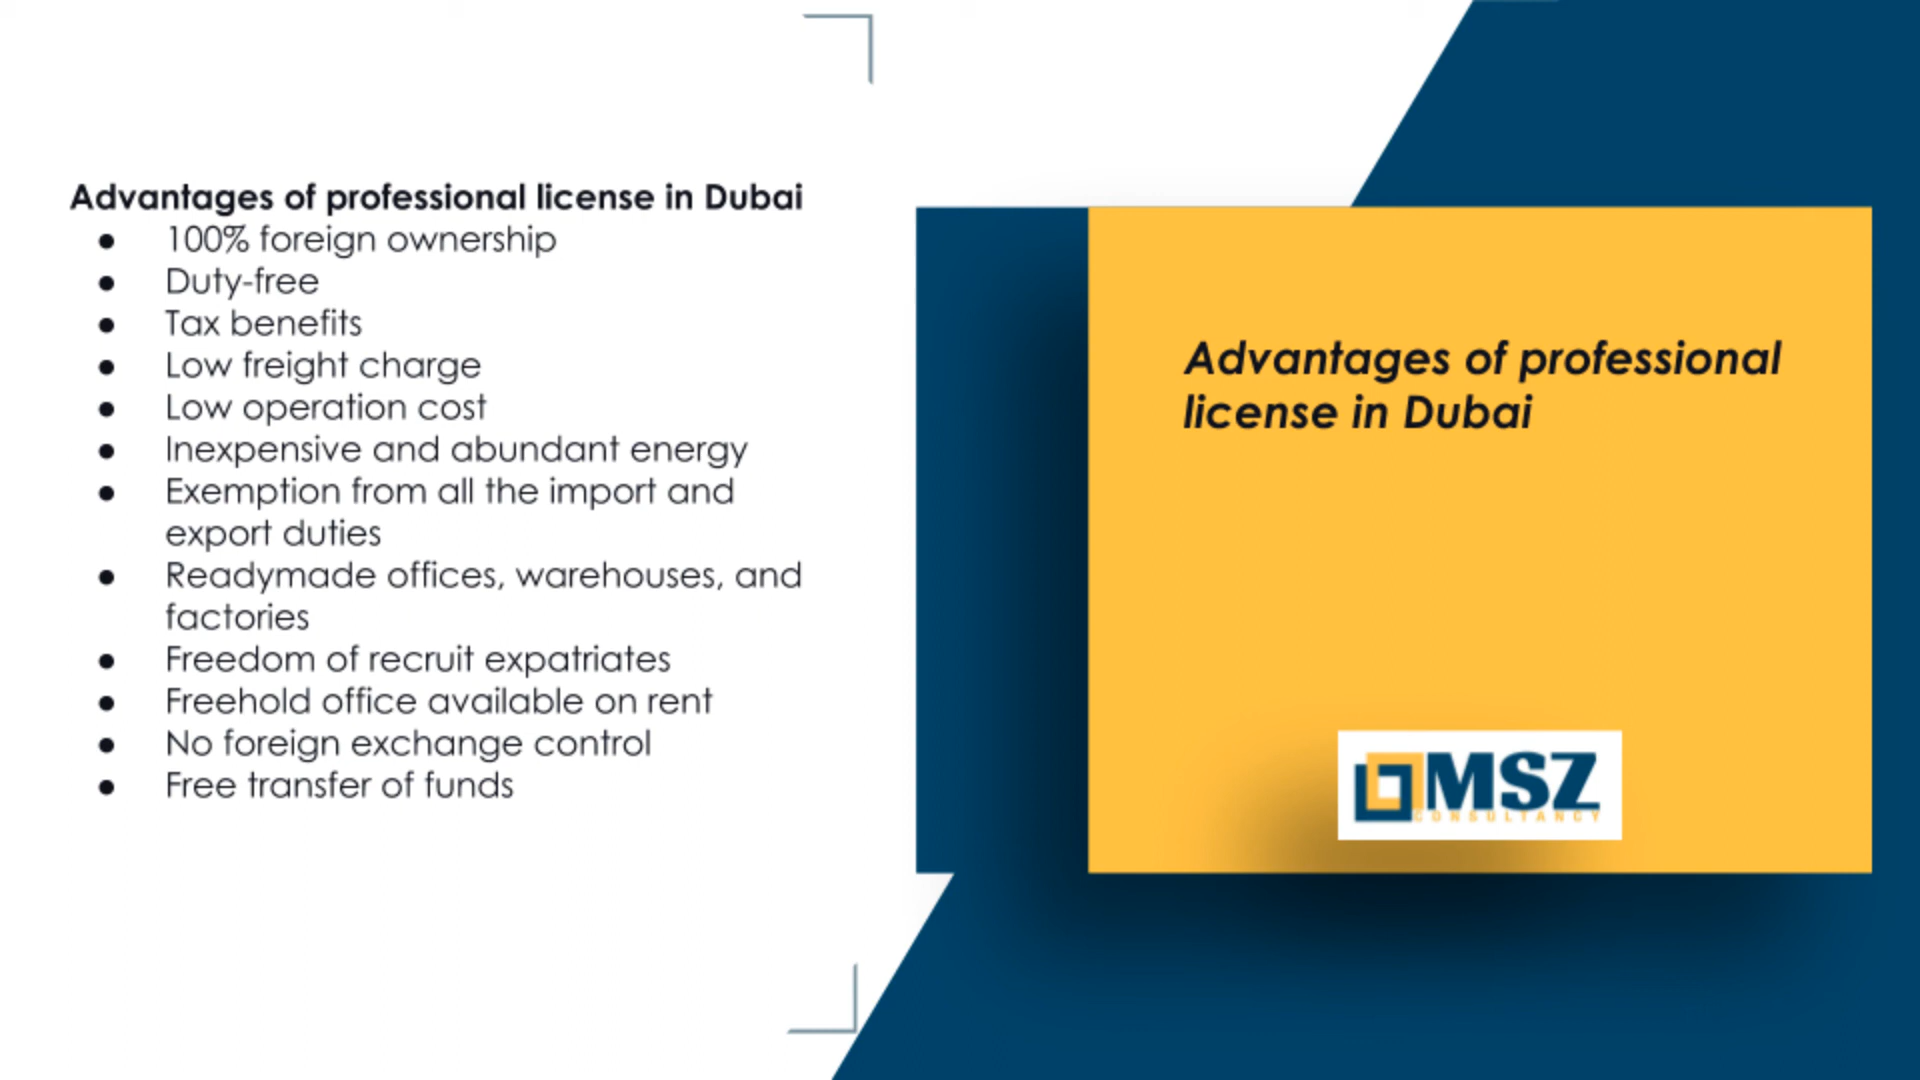 Advantages of professional license in Dubai
● 100% foreign ownership
● Duty-free
● Tax benefits
● Low freight charge
● Low operation cost
● Inexpensive and abundant energy
● Exemption from all the import and
export duties
● Readymade offices, warehouses, and
factories
● Freedom of recruit expatriates
● Freehold office available on rent
● No foreign exchange control
● Free transfer of funds
Advantages of professional
license in Dubai
MSZ
CONSULTANCY